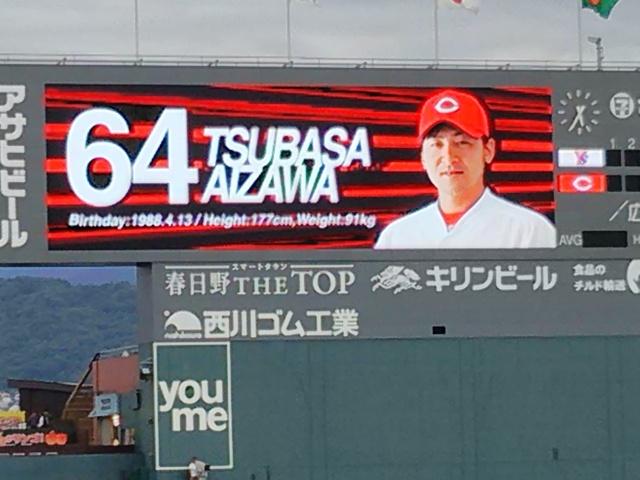 アサヒビール
64 TSUBASA
AIZAWA
Birthday:1988.4.13 / Height:177cm,Weight:91kg
C
1 2
C
AVG H
スマートタウン
春日野 THE TOP
キリンビール
食品の
チルド輸送
西川ゴム工業
you
me